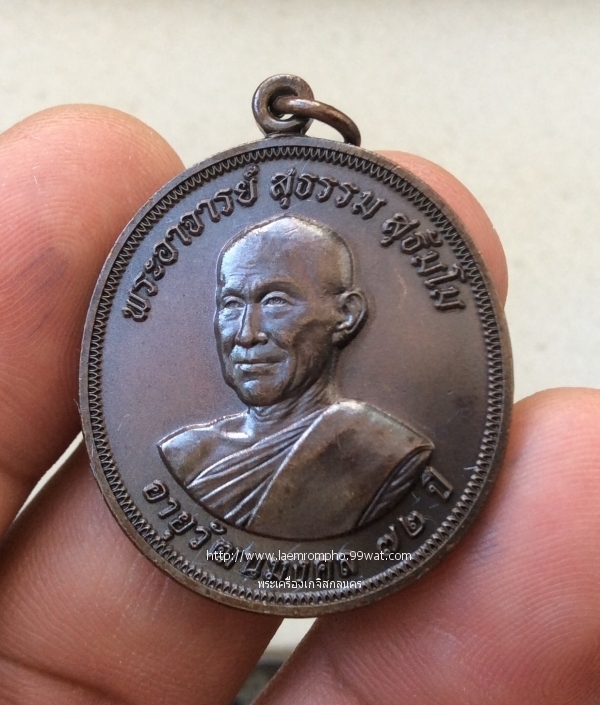 พระอาจารย์ สุธรรม สุธัมโม
อายุวัฒนมงคล ๗๒ ปี
http://www.laemrompho.99wat.com
พระเครื่องเกจิสกลนคร